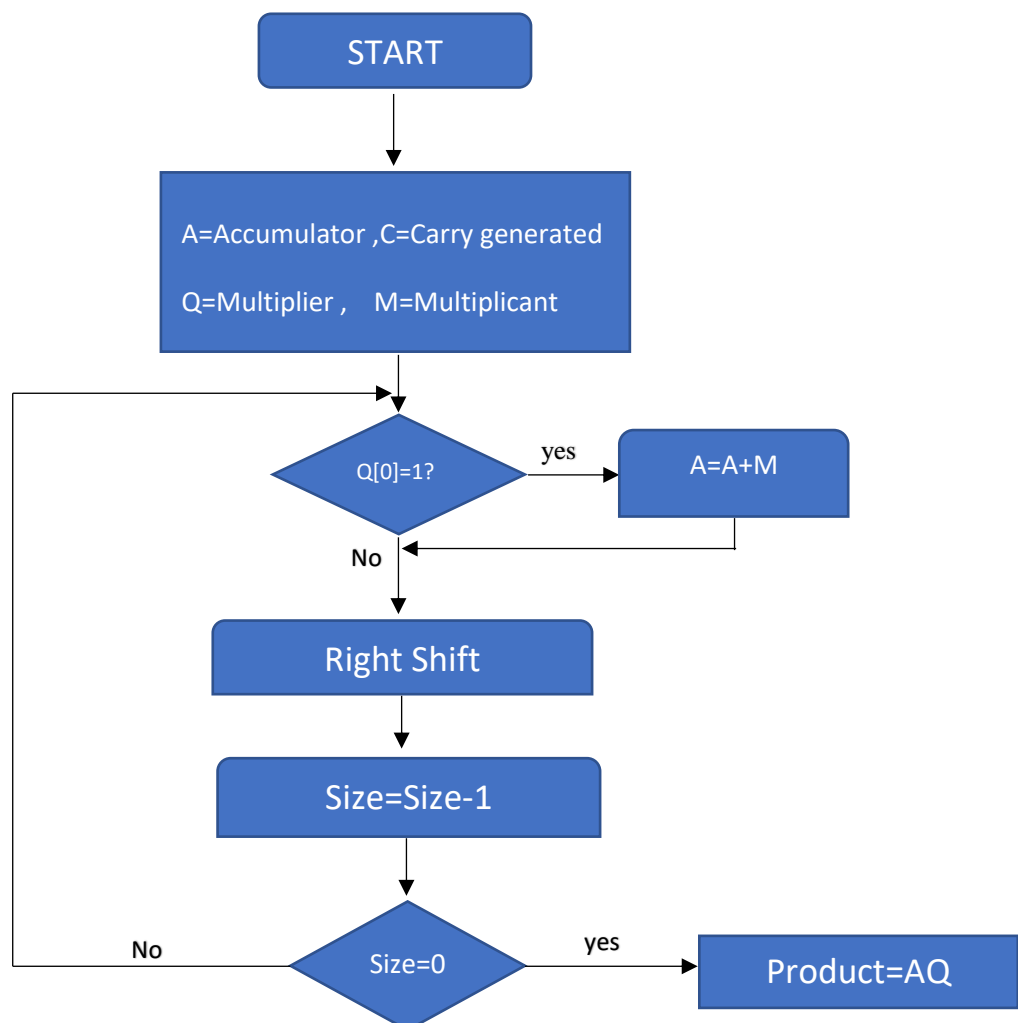 START
A=Accumulator ,C=Carry generated
Q=Multiplier , M=Multiplicant
Q[0]=1?
yes
A=A+M
No
Right Shift
Size=Size-1
No
Size=0
yes
Product=AQ